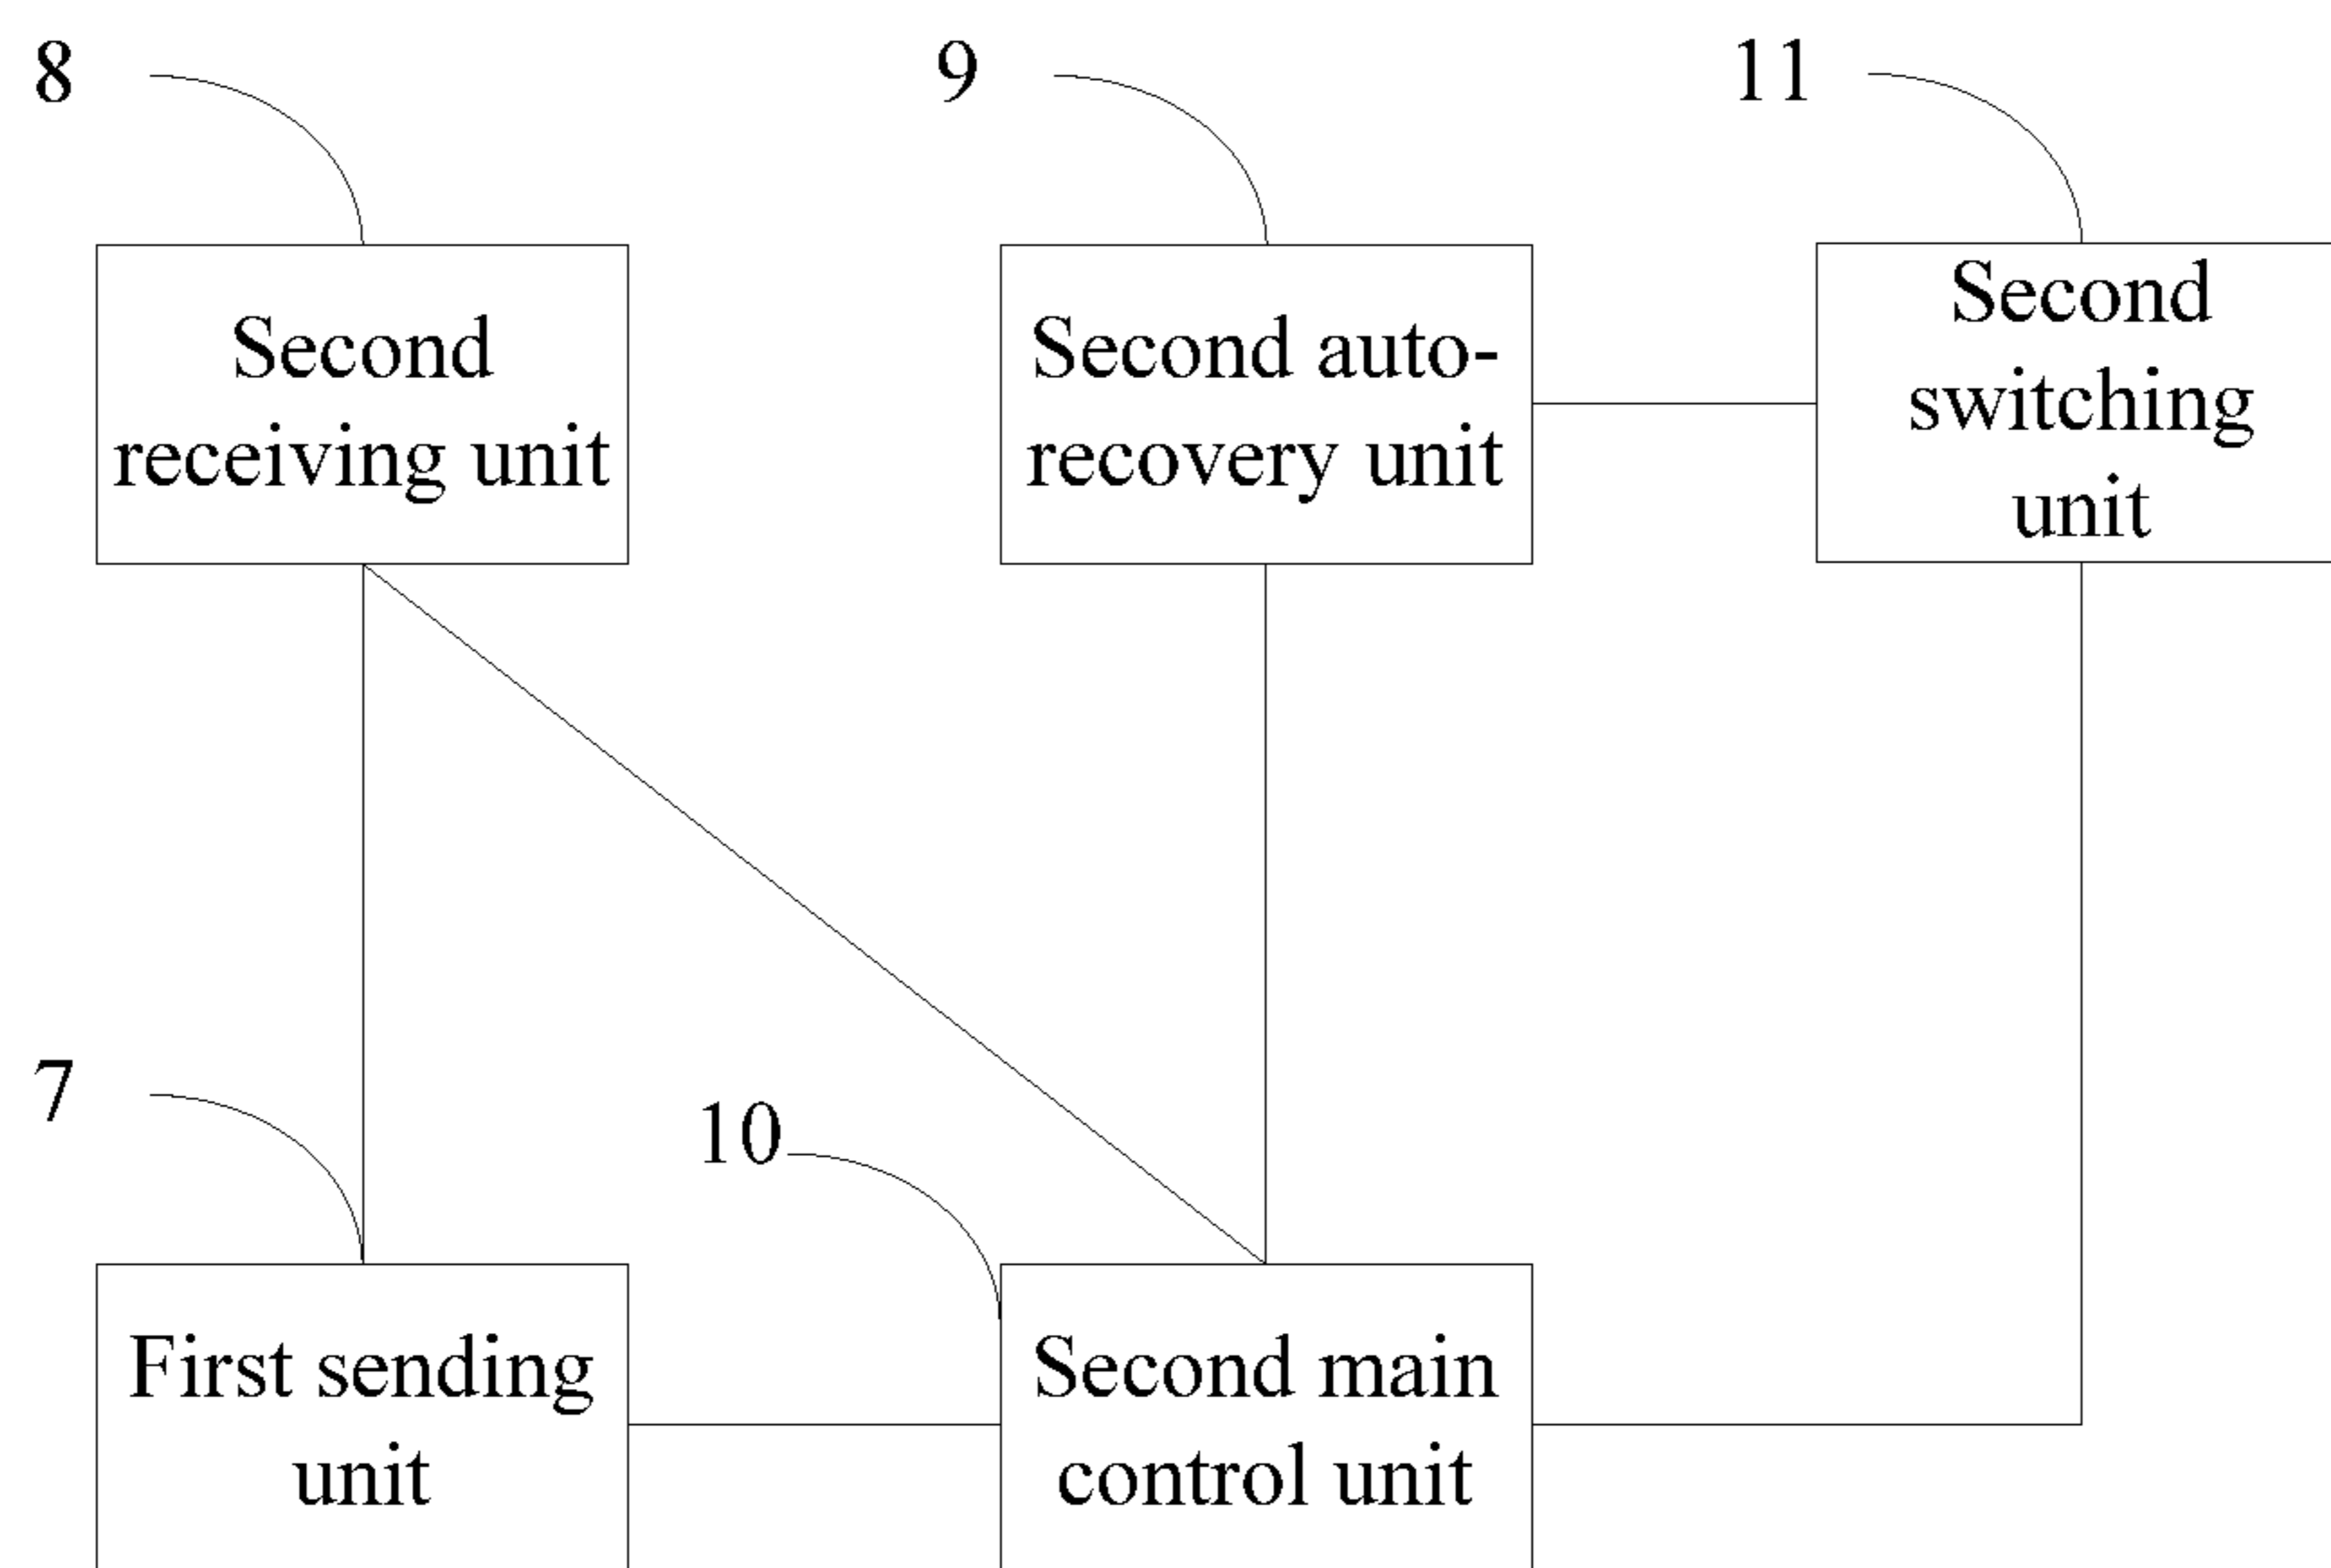 8
9
11
Second
receiving unit
Second auto-
recovery unit
Second
switching
unit
7
10
First sending
unit
Second main
control unit